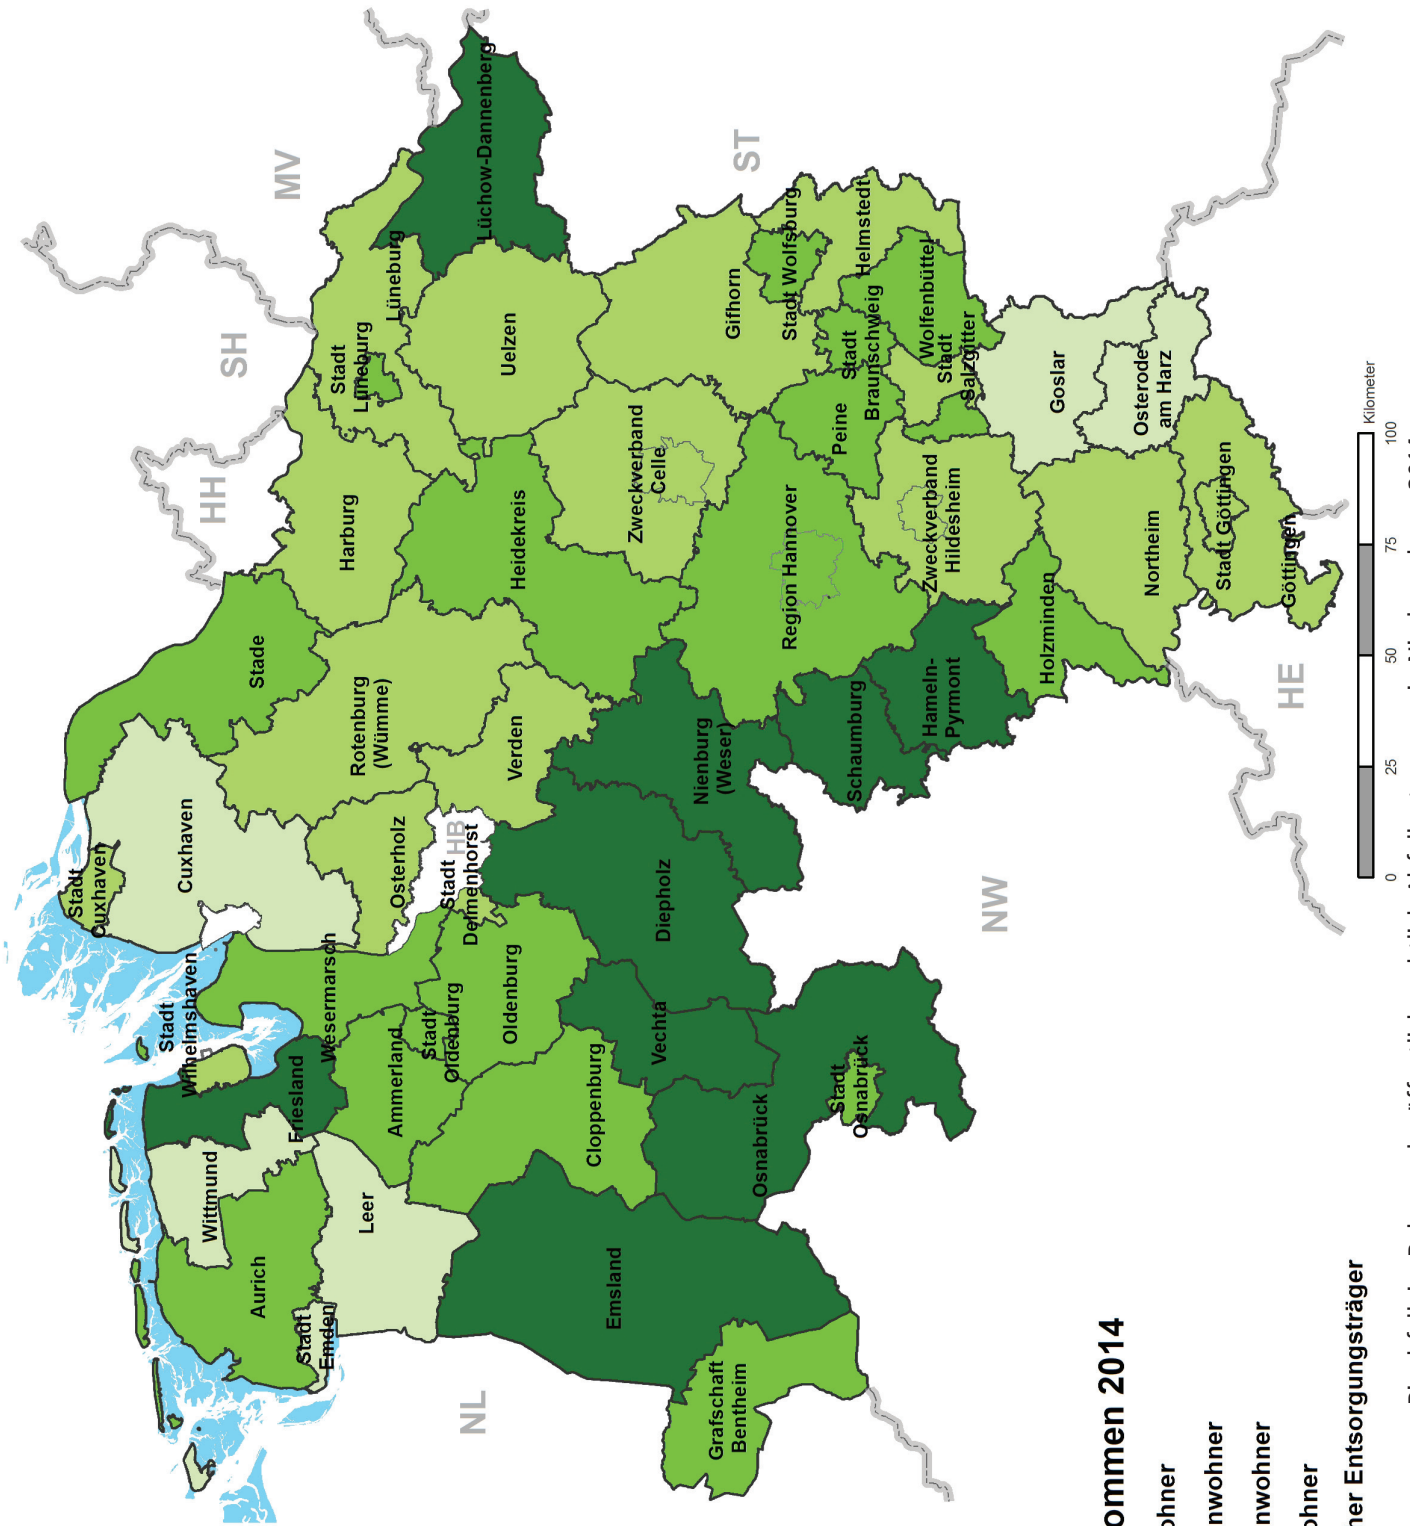 MV
SH
HH
ST
Lüchow-Dannenberg
Lüneburg
Stadt
Lüneburg
Uelzen
Gifhorn
Stadt Wolfsburg
Helmstedt
Wolfenbüttel
Stadt
Braunschweig
Stadt
Salzgitter
Peine
Goslar
Osterode
am Harz
Harburg
Heidekreis
Zweckverband
Celle
Region Hannover
Zweckverband
Hildesheim
Northeim
Stadt Göttingen
Göttingen
Holzminden
Stade
Rotenburg
(Wümme)
Verden
Nienburg
(Weser)
Schaumburg
Hameln-
Pyrmont
HE
Cuxhaven
Stadt
Cuxhaven
Osterholz
HB
Stadt
Delmenhorst
Diepholz
NW
Stadt
Wilhelmshaven
Wesermarsch
Friesland
Ammerland
Stadt
Oldenburg
Oldenburg
Vechta
Cloppenburg
Osnabrück
Stadt
Osnabrück
Wittmund
Aurich
Leer
Stadt
Emden
Emsland
Grafschaft
Bentheim
NL
0 25 50 75 100
Kilometer
ommen 2014
ohner
nwohner
nwohner
ohner
her Entsorgungsträger